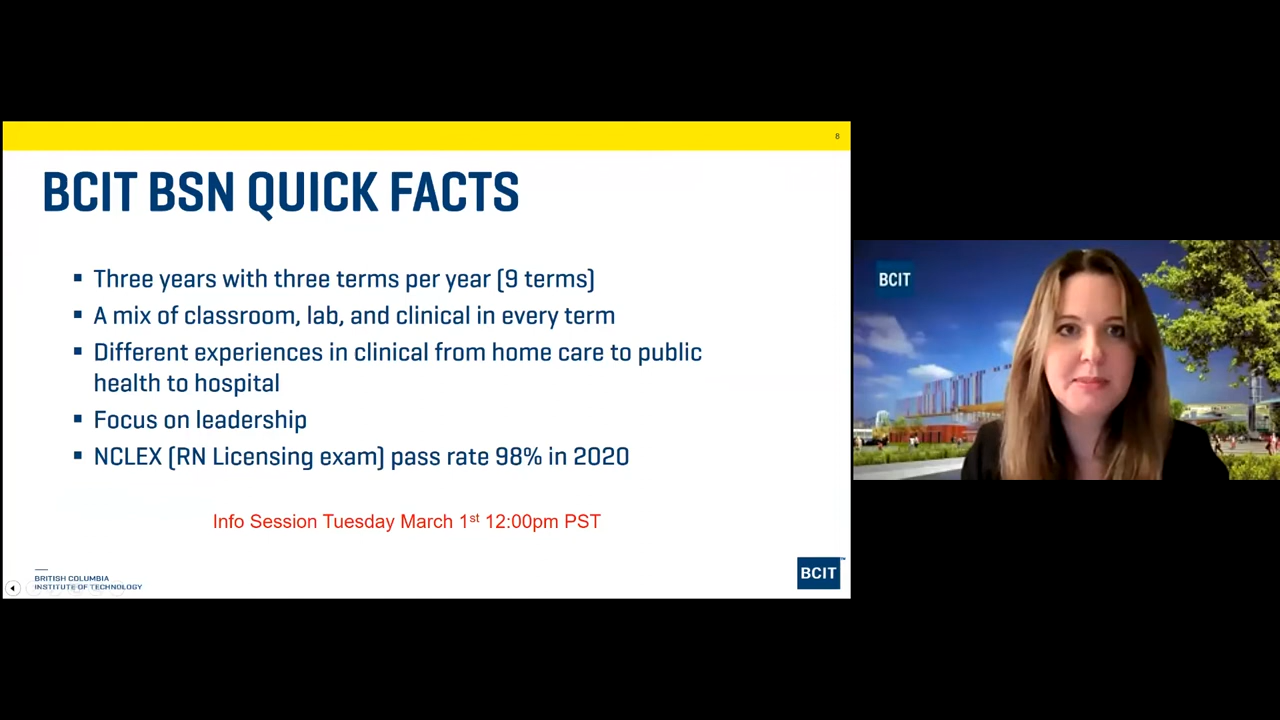 8
BCIT BSN QUICK FACTS
▪ Three years with three terms per year (9 terms)
▪ A mix of classroom, lab, and clinical in every term
▪ Different experiences in clinical from home care to public
health to hospital
▪ Focus on leadership
▪ NCLEX (RN Licensing exam) pass rate 98% in 2020
Info Session Tuesday March 1st 12:00pm PST
BRITISH COLUMBIA
INSTITUTE OF TECHNOLOGY
BCIT™
BCIT